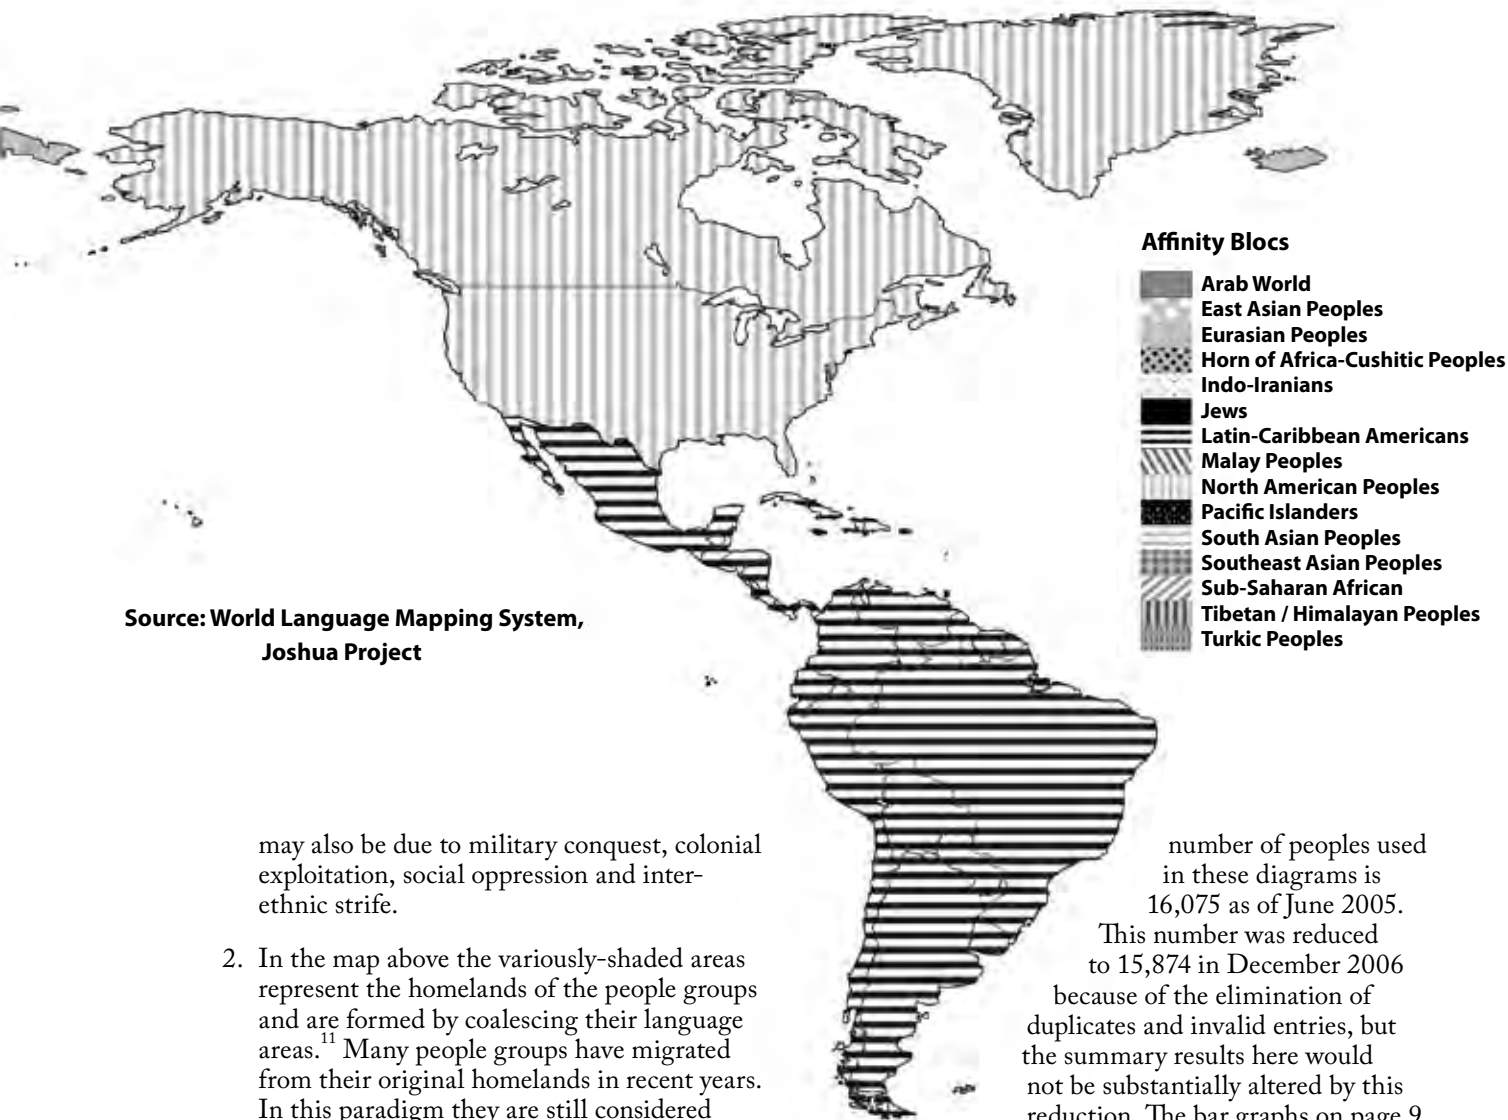 Affinity Blocs
Arab World
East Asian Peoples
Eurasian Peoples
Horn of Africa-Cushitic Peoples
Indo-Iranians
Jews
Latin-Caribbean Americans
Malay Peoples
North American Peoples
Pacific Islanders
South Asian Peoples
Southeast Asian Peoples
Sub-Saharan African
Tibetan / Himalayan Peoples
Turkic Peoples
Source: World Language Mapping System,
Joshua Project
may also be due to military conquest, colonial
exploitation, social oppression and inter-
ethnic strife.
2. In the map above the variously-shaded areas
represent the homelands of the people groups
and are formed by coalescing their language
areas.11 Many people groups have migrated
from their original homelands in recent years.
In this paradigm they are still considered
number of peoples used
in these diagrams is
16,075 as of June 2005.
This number was reduced
to 15,874 in December 2006
because of the elimination of
duplicates and invalid entries, but
the summary results here would
not be substantially altered by this
reduction. The bar graphs on page 9